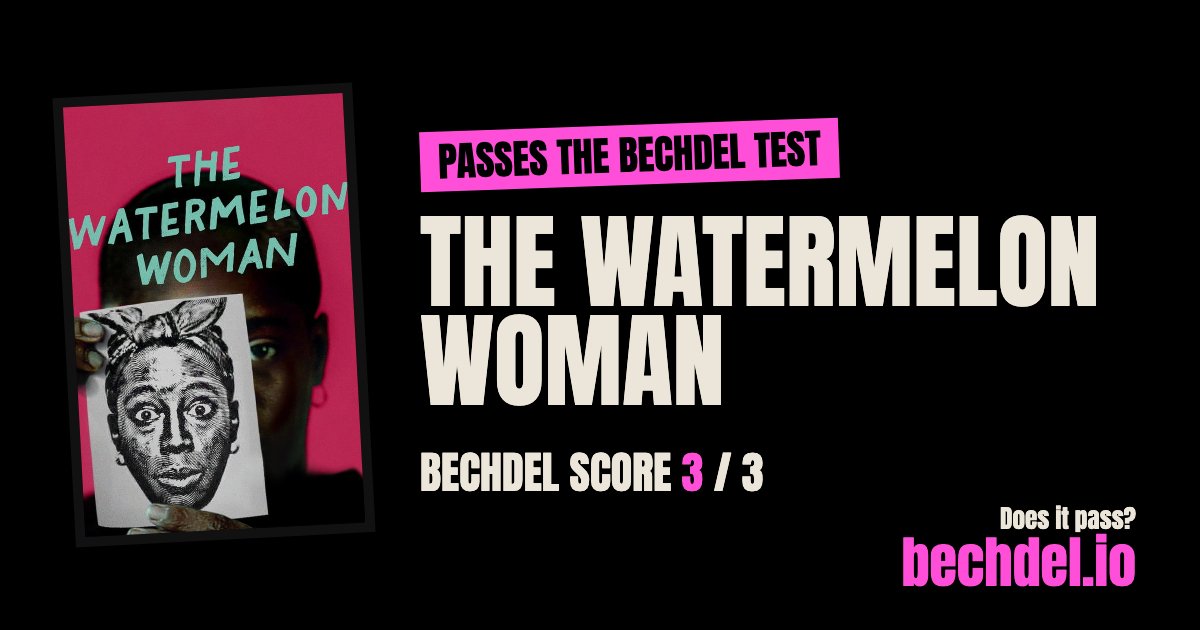 THE
WATERMELON
WOMAN
PASSES THE BECHDEL TEST
THE WATERMELON
WOMAN
BECHDEL SCORE 3 / 3
Does it pass?
bechdel.io